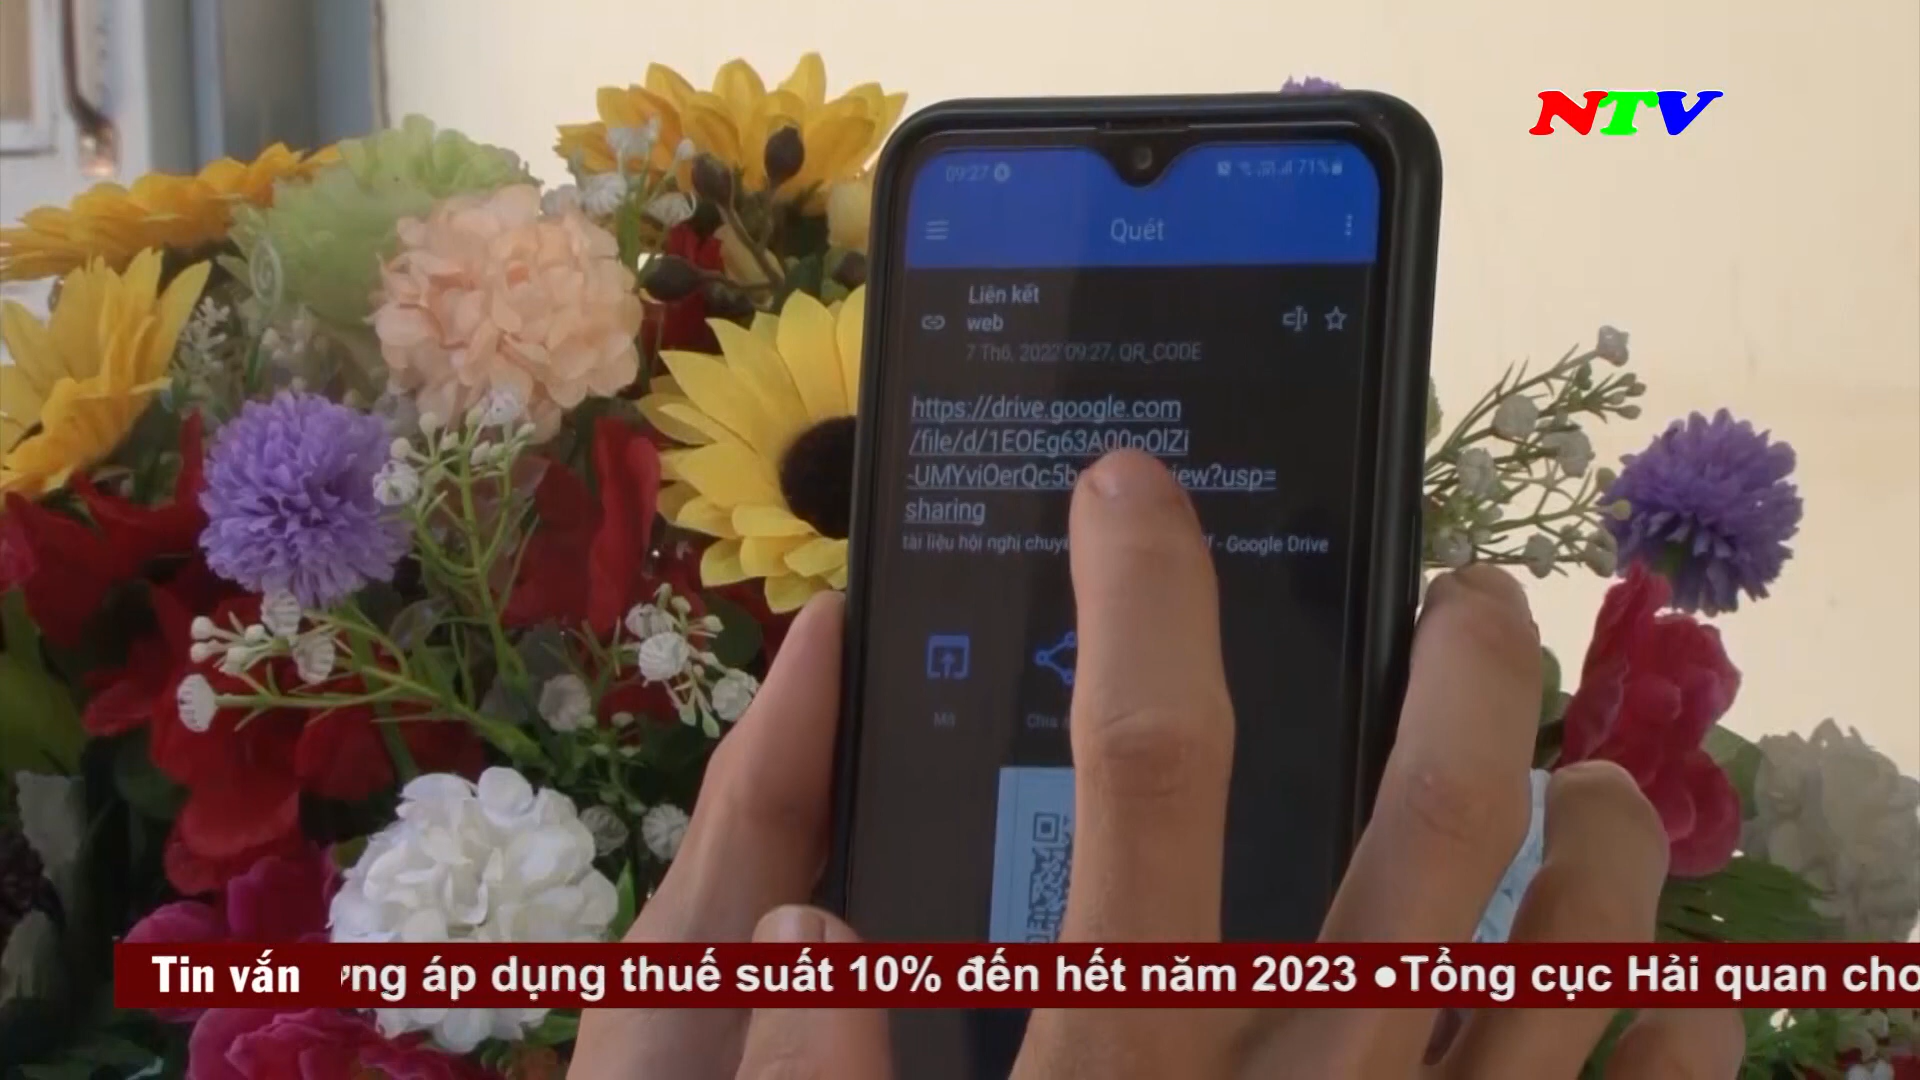 NTV
09:27
71%
Quét
Liên kết
web
7 Th6, 2022 09:27, QR_CODE
https://drive.google.com
/file/d/1EOEg63A00pOlZi
-UMYviOerQc5b iew?usp=
sharing
tài liệu hội nghị chuyê - Google Drive
Mở Chia
Tin vắn ng áp dụng thuế suất 10% đến hết năm 2023 ●Tổng cục Hải quan cho